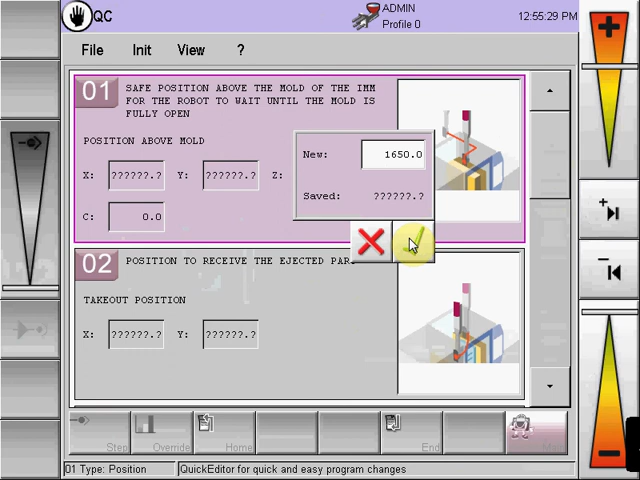 QC
ADMIN
Profile 0
12:55:29 PM
File Init View ?
01
SAFE POSITION ABOVE THE MOLD OF THE IMM
FOR THE ROBOT TO WAIT UNTIL THE MOLD IS
FULLY OPEN
POSITION ABOVE MOLD
X: ??????.? Y: ??????.? Z:
C: 0.0
New: 1650.0
Saved: ??????.?
02
POSITION TO RECEIVE THE EJECTED PAR
TAKEOUT POSITION
X: ??????.? Y: ??????.?
Step Override Home End
01 Type: Position QuickEditor for quick and easy program changes